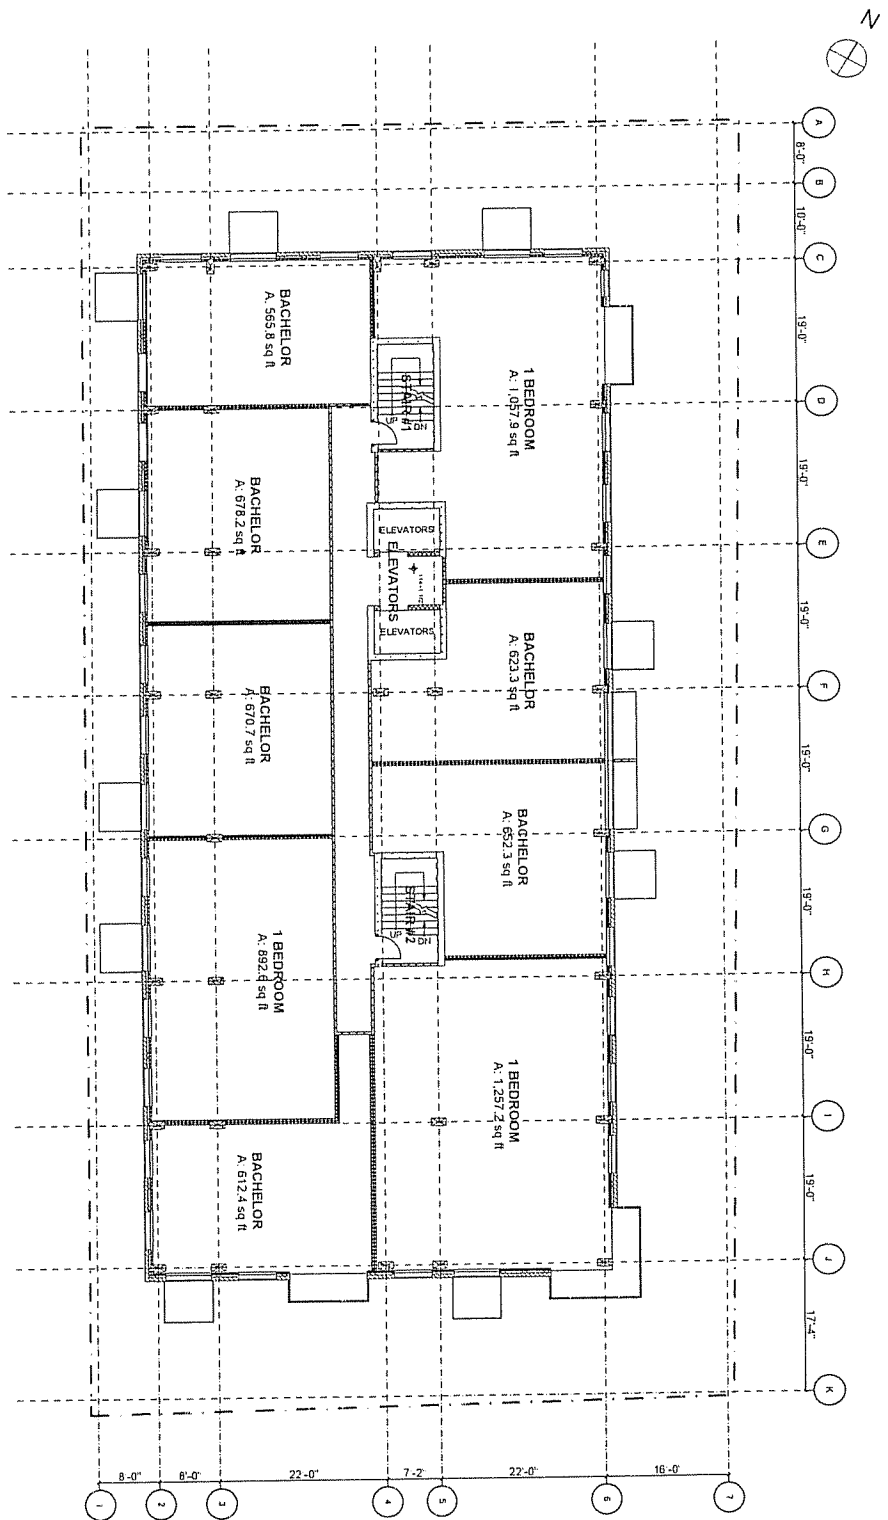 N
A
8'-0"
B
10'-0"
C
19'-0"
D
19'-0"
E
19'-0"
F
19'-0"
G
19'-0"
H
19'-0"
I
19'-0"
J
17'-4"
K
BACHELOR
A: 565.8 sq ft
1 BEDROOM
A: 1,057.9 sq ft
STAIR #1
UP
DN
BACHELOR
A: 678.2 sq ft
ELEVATORS
ELEVATORS
ELEVATORS
BACHELOR
A: 623.3 sq ft
BACHELOR
A: 670.7 sq ft
BACHELOR
A: 652.3 sq ft
STAIR #2
UP
DN
1 BEDROOM
A: 892.6 sq ft
1 BEDROOM
A: 1,257.2 sq ft
BACHELOR
A: 612.4 sq ft
8'-0"
8'-0"
22'-0"
7'-2"
22'-0"
16'-0"
1
2
3
4
5
6
7